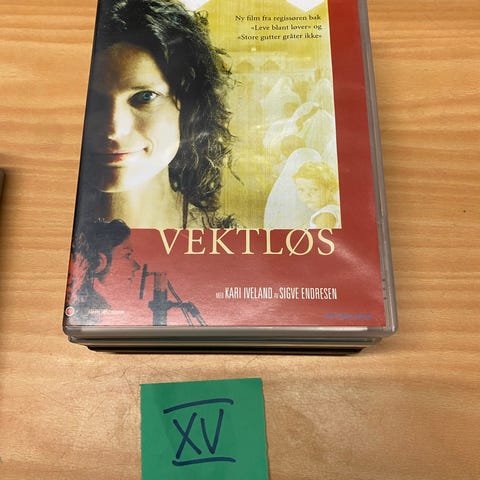 Ny film fra regissøren bak
«Leve blant løver» og
«Store gutter gråter ikke»
VEKTLØS
MED KARI IVELAND AV SIGVE ENDRESEN
XV